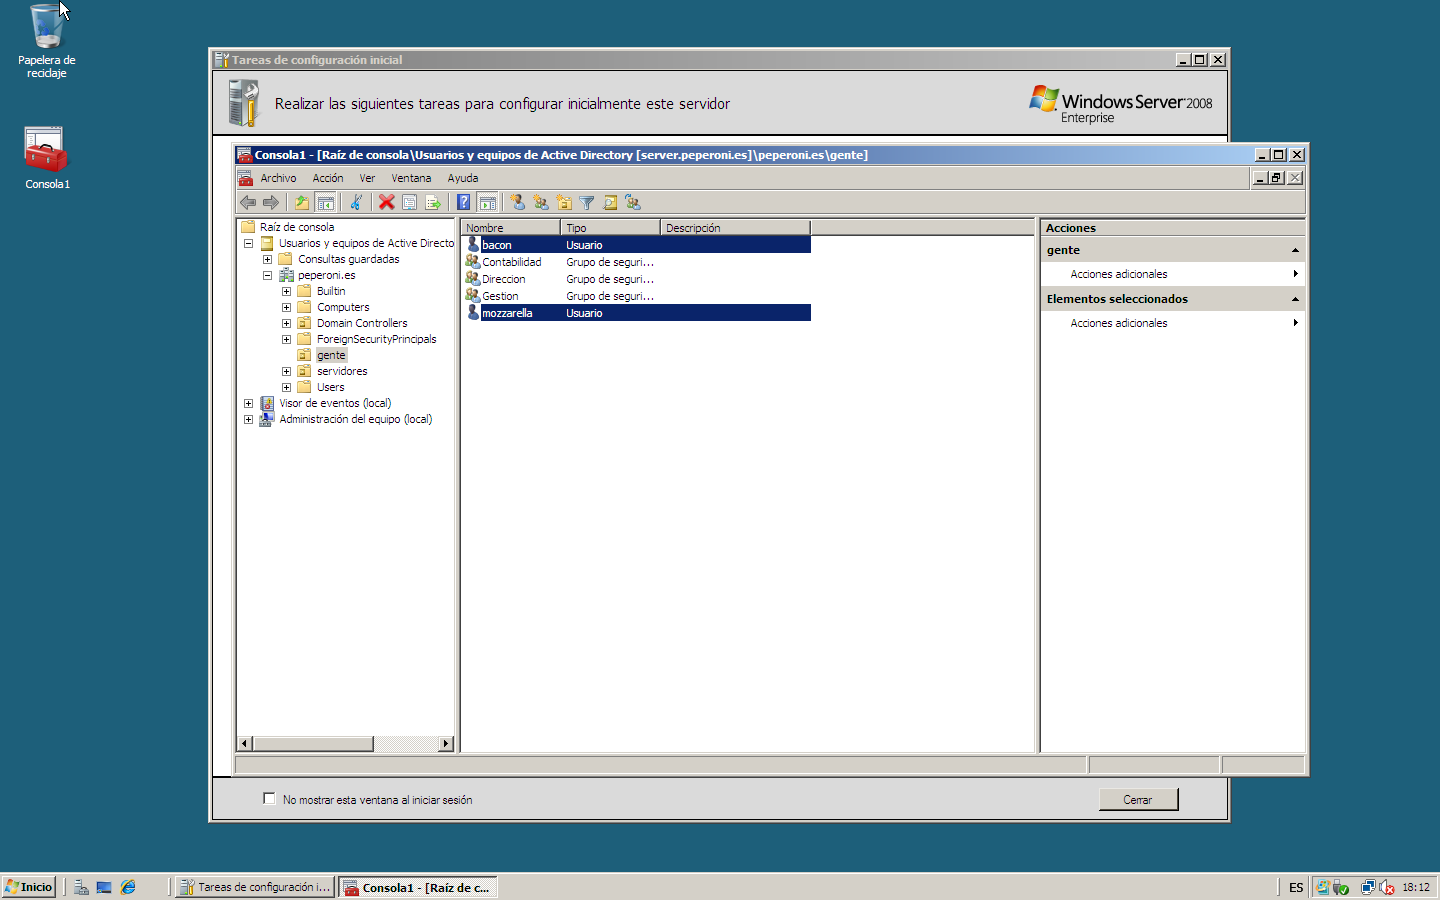 Papelera de
reciclaje
Consola1
Tareas de configuración inicial
Realizar las siguientes tareas para configurar inicialmente este servidor
Windows Server 2008
Enterprise
Consola1 - [Raíz de consola\Usuarios y equipos de Active Directory [server.peperoni.es]\peperoni.es\gente]
Archivo Acción Ver Ventana Ayuda
Raíz de consola
Usuarios y equipos de Active Directo
Consultas guardadas
peperoni.es
Builtin
Computers
Domain Controllers
ForeignSecurityPrincipals
gente
servidores
Users
Visor de eventos (local)
Administración del equipo (local)
Nombre Tipo Descripción
bacon Usuario
Contabilidad Grupo de seguri...
Direccion Grupo de seguri...
Gestion Grupo de seguri...
mozzarella Usuario
Acciones
gente
Acciones adicionales
Elementos seleccionados
Acciones adicionales
No mostrar esta ventana al iniciar sesión
Cerrar
Inicio
Tareas de configuración i...
Consola1 - [Raíz de c...
ES
18:12